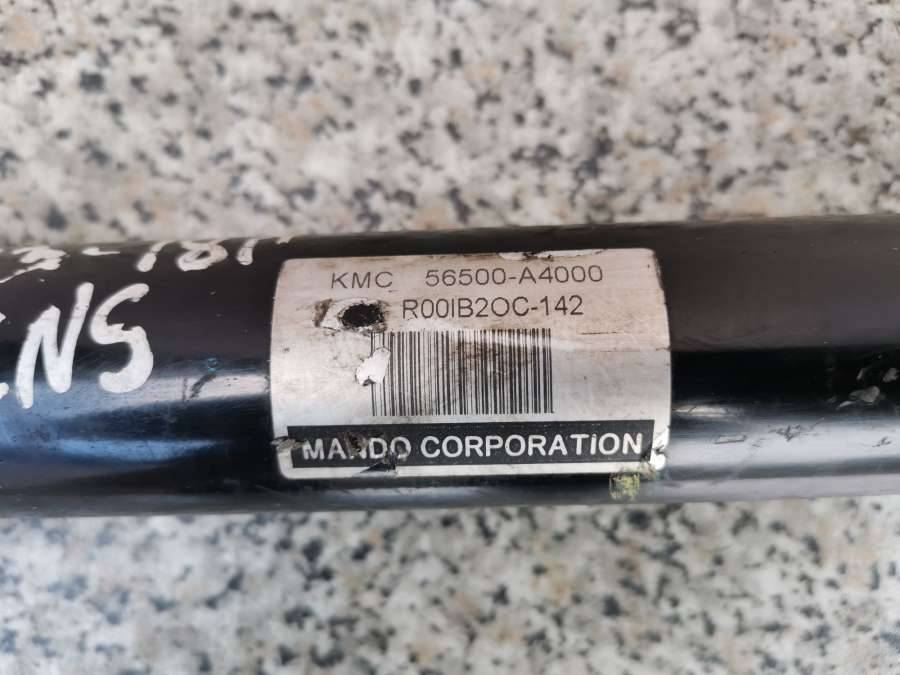 KMC 56500-A4000
R00IB2OC-142
MANDO CORPORATION